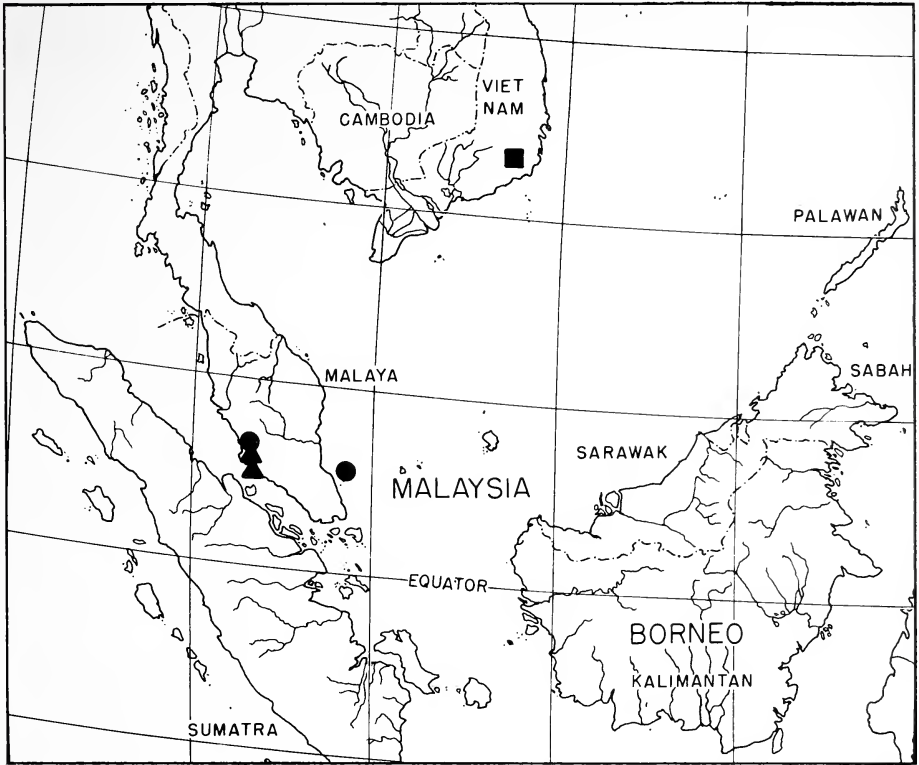 VIET
NAM
CAMBODIA
PALAWAN
MALAYA
SABAH
SARAWAK
MALAYSIA
EQUATOR
BORNEO
KALIMANTAN
SUMATRA